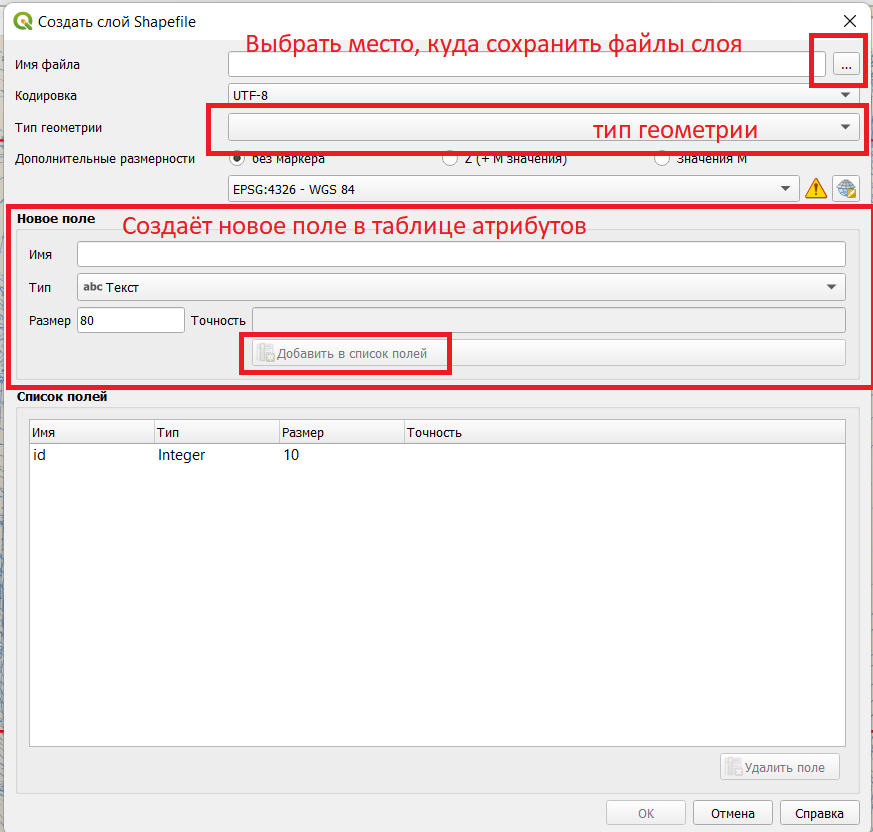 Создать слой Shapefile
Выбрать место, куда сохранить файлы слоя
Имя файла ...
Кодировка UTF-8
Тип геометрии тип геометрии
Дополнительные размерности без маркера Z (+ M значения) Значения M
EPSG:4326 - WGS 84
Новое поле Создаёт новое поле в таблице атрибутов
Имя
Тип abc Текст
Размер 80 Точность
Добавить в список полей
Список полей
Имя Тип Размер Точность
id Integer 10
Удалить поле
OK Отмена Справка